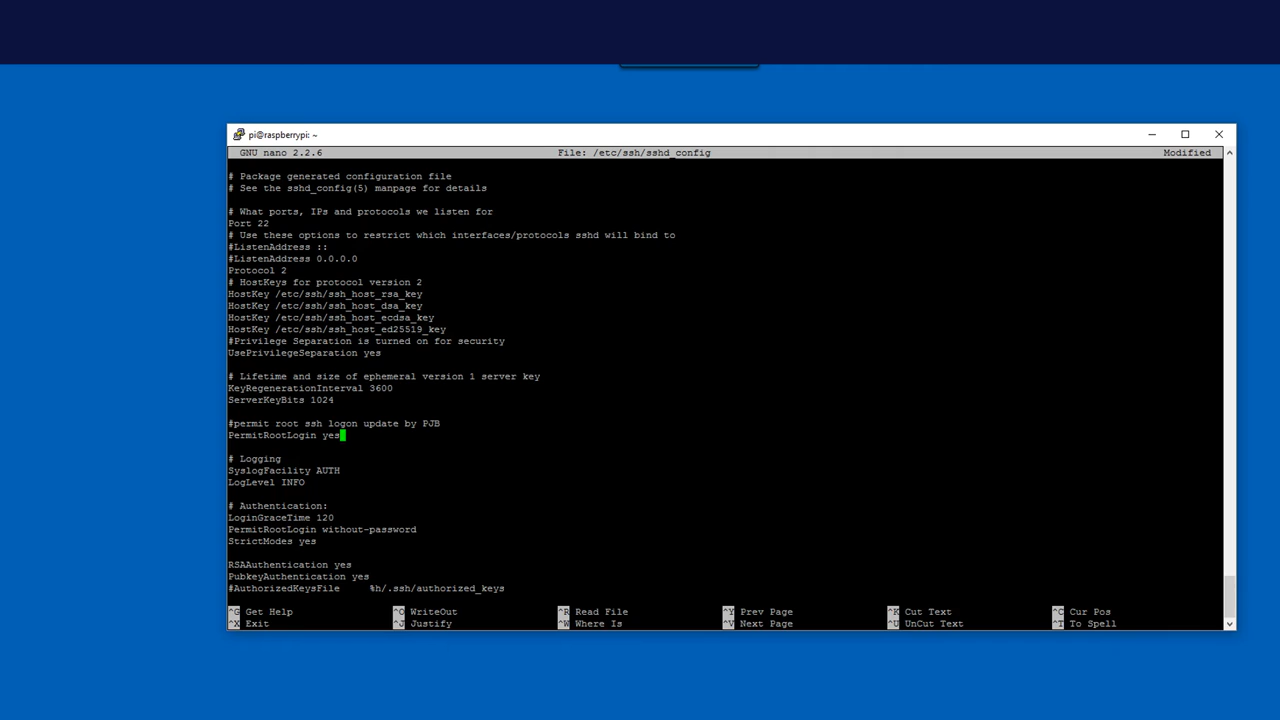 pi@raspberrypi: ~
GNU nano 2.2.6 File: /etc/ssh/sshd_config Modified
# Package generated configuration file
# See the sshd_config(5) manpage for details
# What ports, IPs and protocols we listen for
Port 22
# Use these options to restrict which interfaces/protocols sshd will bind to
#ListenAddress ::
#ListenAddress 0.0.0.0
Protocol 2
# HostKeys for protocol version 2
HostKey /etc/ssh/ssh_host_rsa_key
HostKey /etc/ssh/ssh_host_dsa_key
HostKey /etc/ssh/ssh_host_ecdsa_key
HostKey /etc/ssh/ssh_host_ed25519_key
#Privilege Separation is turned on for security
UsePrivilegeSeparation yes
# Lifetime and size of ephemeral version 1 server key
KeyRegenerationInterval 3600
ServerKeyBits 1024
#permit root ssh logon update by PJB
PermitRootLogin yes
# Logging
SyslogFacility AUTH
LogLevel INFO
# Authentication:
LoginGraceTime 120
PermitRootLogin without-password
StrictModes yes
RSAAuthentication yes
PubkeyAuthentication yes
#AuthorizedKeysFile %h/.ssh/authorized_keys
^G Get Help ^O WriteOut ^R Read File ^Y Prev Page ^K Cut Text ^C Cur Pos
^X Exit ^J Justify ^W Where Is ^V Next Page ^U UnCut Text ^T To Spell